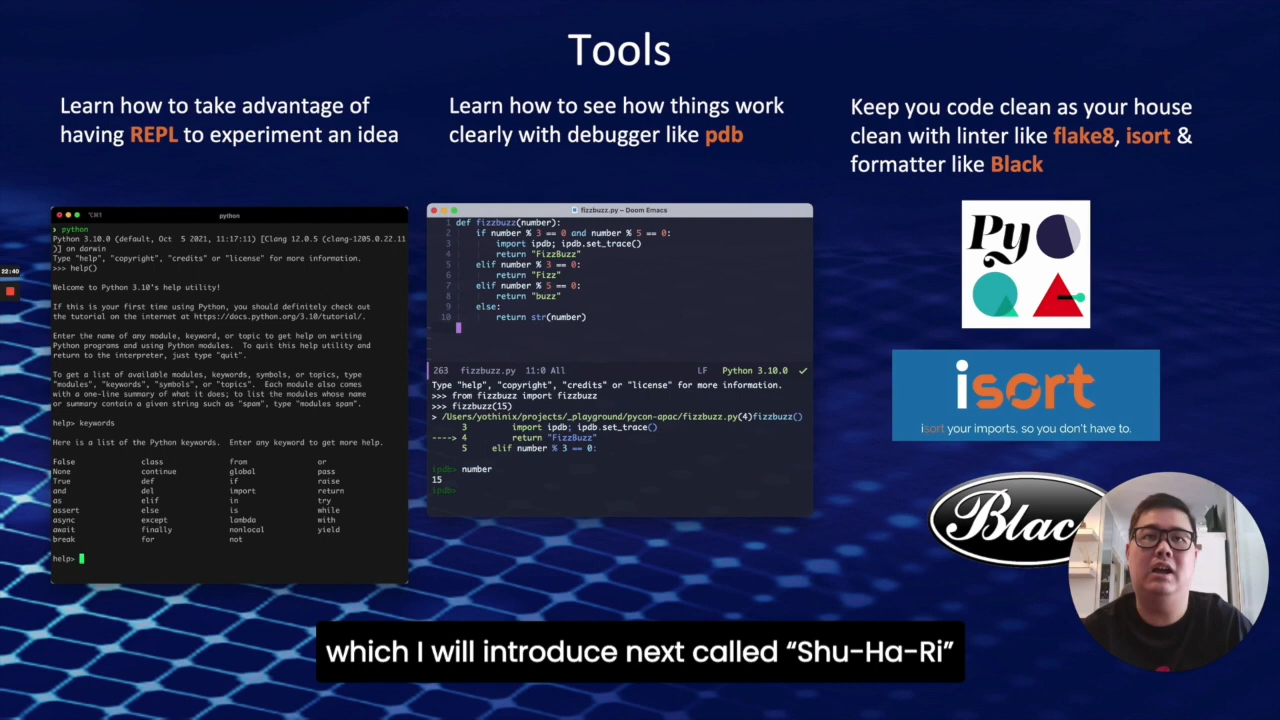 Tools
Learn how to take advantage of
having REPL to experiment an idea
Learn how to see how things work
clearly with debugger like pdb
Keep you code clean as your house
clean with linter like flake8, isort &
formatter like Black
⌥⌘1
python
› python
Python 3.10.0 (default, Oct  5 2021, 11:17:11) [Clang 12.0.5 (clang-1205.0.22.11
)] on darwin
Type "help", "copyright", "credits" or "license" for more information.
>>> help()
Welcome to Python 3.10's help utility!
If this is your first time using Python, you should definitely check out
the tutorial on the internet at https://docs.python.org/3.10/tutorial/.
Enter the name of any module, keyword, or topic to get help on writing
Python programs and using Python modules.  To quit this help utility and
return to the interpreter, just type "quit".
To get a list of available modules, keywords, symbols, or topics, type
"modules", "keywords", "symbols", or "topics".  Each module also comes
with a one-line summary of what it does; to list the modules whose name
or summary contain a given string such as "spam", type "modules spam".
help> keywords
Here is a list of the Python keywords.  Enter any keyword to get more help.
False class from or
None continue global pass
True def if raise
and del import return
as elif in try
assert else is while
async except lambda with
await finally nonlocal yield
break for not
help>
22:40
fizzbuzz.py – Doom Emacs
1 def fizzbuzz(number):
2 if number % 3 == 0 and number % 5 == 0:
3 import ipdb; ipdb.set_trace()
4 return "FizzBuzz"
5 elif number % 3 == 0:
6 return "Fizz"
7 elif number % 5 == 0:
8 return "buzz"
9 else:
10 return str(number)
263 fizzbuzz.py 11:0 All LF Python 3.10.0 ✓
Type "help", "copyright", "credits" or "license" for more information.
>>> from fizzbuzz import fizzbuzz
>>> fizzbuzz(15)
> /Users/yothinix/projects/_playground/pycon-apac/fizzbuzz.py(4)fizzbuzz()
3 import ipdb; ipdb.set_trace()
----> 4 return "FizzBuzz"
5 elif number % 3 == 0:
ipdb> number
15
ipdb>
Py
isort
isort your imports, so you don't have to.
Blac
which I will introduce next called “Shu-Ha-Ri”